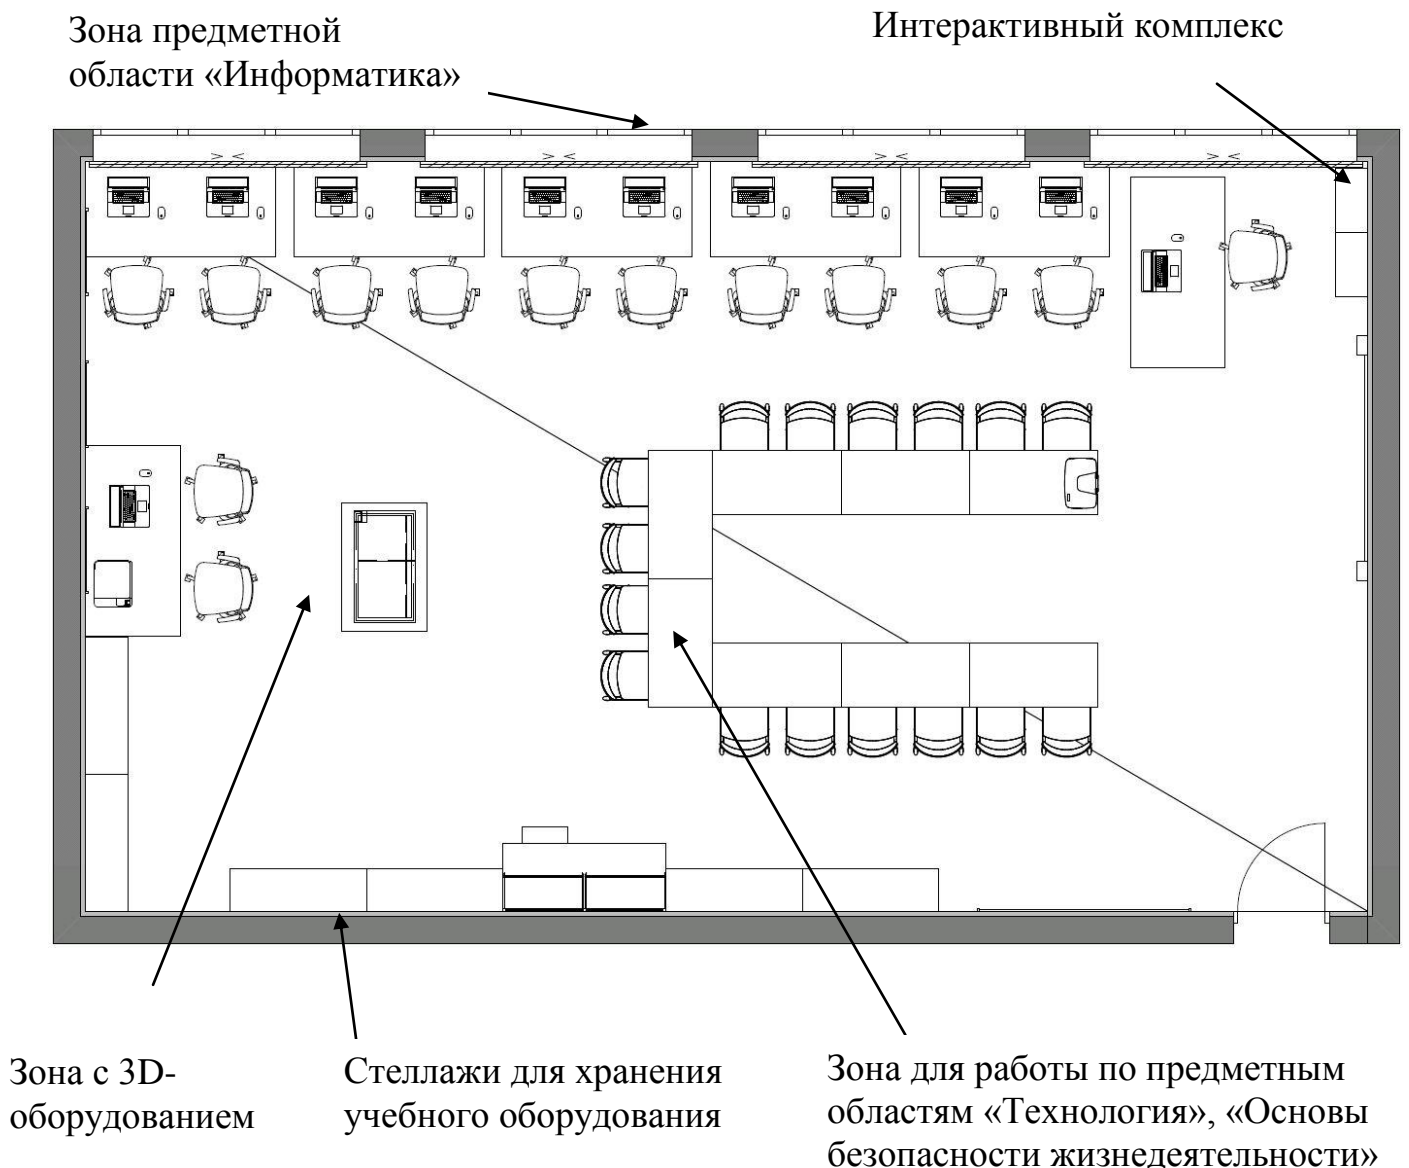 Зона предметной
области «Информатика»
Интерактивный комплекс
Зона с 3D-
оборудованием
Стеллажи для хранения
учебного оборудования
Зона для работы по предметным
областям «Технология», «Основы
безопасности жизнедеятельности»